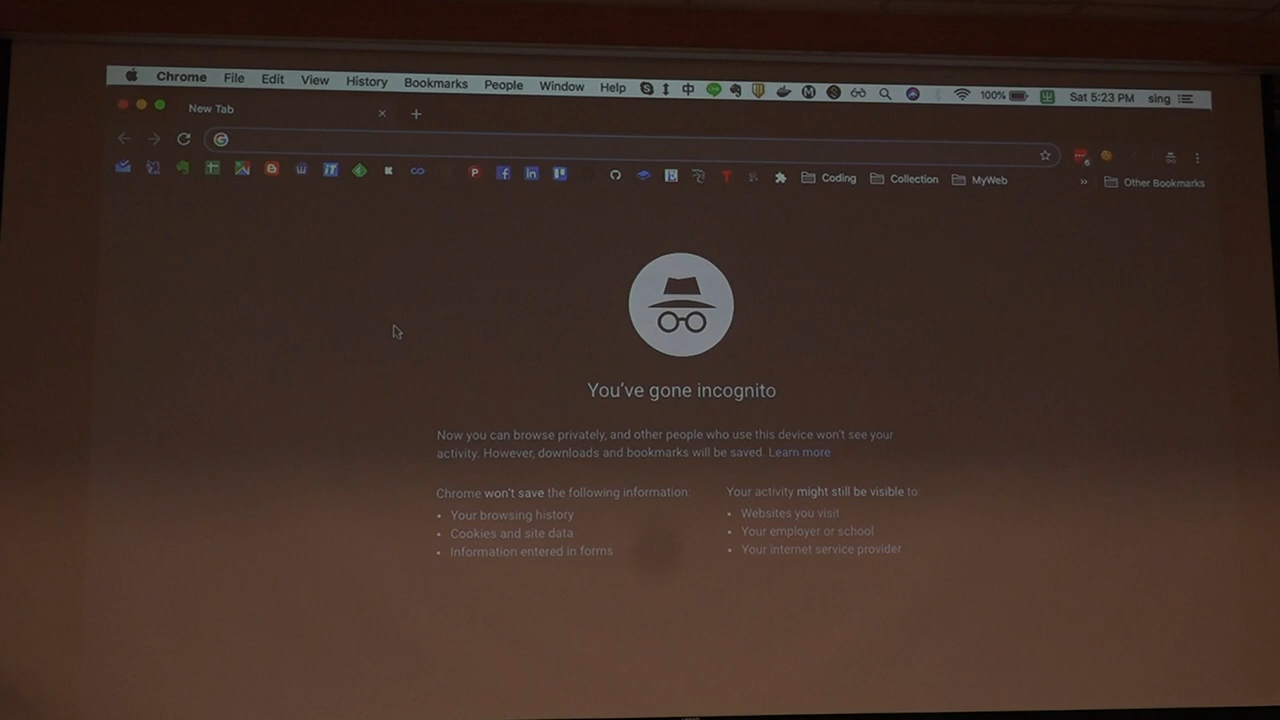 Chrome File Edit View History Bookmarks People Window Help 中 100% Sat 5:23 PM sing
New Tab
Coding Collection MyWeb Other Bookmarks
You've gone incognito
Now you can browse privately, and other people who use this device won't see your
activity. However, downloads and bookmarks will be saved. Learn more
Chrome won't save the following information:
• Your browsing history
• Cookies and site data
• Information entered in forms
Your activity might still be visible to:
• Websites you visit
• Your employer or school
• Your internet service provider